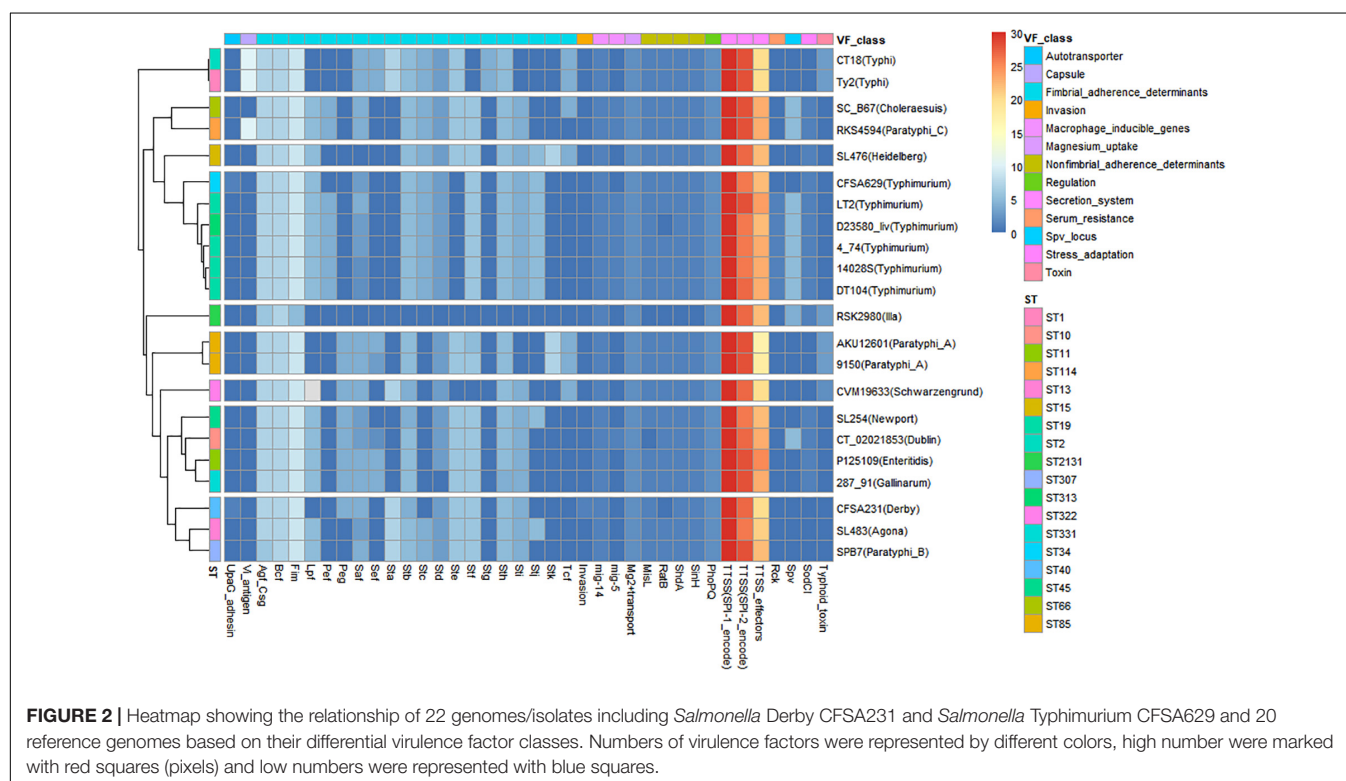 VF_class
CT18(Typhi)
Ty2(Typhi)
SC_B67(Choleraesuis)
RKS4594(Paratyphi_C)
SL476(Heidelberg)
CFSA629(Typhimurium)
LT2(Typhimurium)
D23580_liv(Typhimurium)
4_74(Typhimurium)
14028S(Typhimurium)
DT104(Typhimurium)
RSK2980(IIIa)
AKU12601(Paratyphi_A)
9150(Paratyphi_A)
CVM19633(Schwarzengrund)
SL254(Newport)
CT_02021853(Dublin)
P125109(Enteritidis)
287_91(Gallinarum)
CFSA231(Derby)
SL483(Agona)
SPB7(Paratyphi_B)
ST
UpaG_adhesin
Vi_antigen
Agf_Csg
Bcf
Fim
Lpf
Pef
Peg
Saf
Sef
Sta
Stb
Stc
Std
Ste
Stf
Stg
Sth
Sti
Stj
Stk
Tcf
Invasion
mig-14
mig-5
Mg2+transport
MisL
RatB
ShdA
SinH
PhoPQ
TTSS(SPI-1_encode)
TTSS(SPI-2_encode)
TTSS_effectors
Rck
Spv
SodCI
Typhoid_toxin
30
25
20
15
10
5
0
VF_class
Autotransporter
Capsule
Fimbrial_adherence_determinants
Invasion
Macrophage_inducible_genes
Magnesium_uptake
Nonfimbrial_adherence_determinants
Regulation
Secretion_system
Serum_resistance
Spv_locus
Stress_adaptation
Toxin
ST
ST1
ST10
ST11
ST114
ST13
ST15
ST19
ST2
ST2131
ST307
ST313
ST322
ST331
ST34
ST40
ST45
ST66
ST85
FIGURE 2 | Heatmap showing the relationship of 22 genomes/isolates including Salmonella Derby CFSA231 and Salmonella Typhimurium CFSA629 and 20
reference genomes based on their differential virulence factor classes. Numbers of virulence factors were represented by different colors, high number were marked
with red squares (pixels) and low numbers were represented with blue squares.